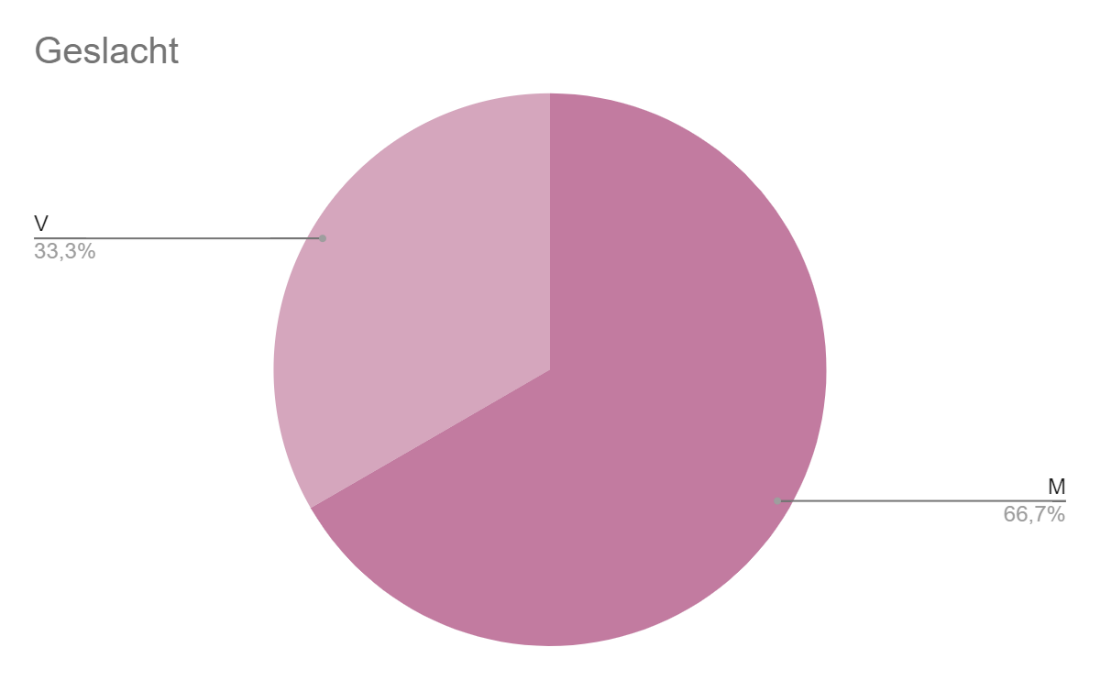 Geslacht
V
33,3%
M
66,7%